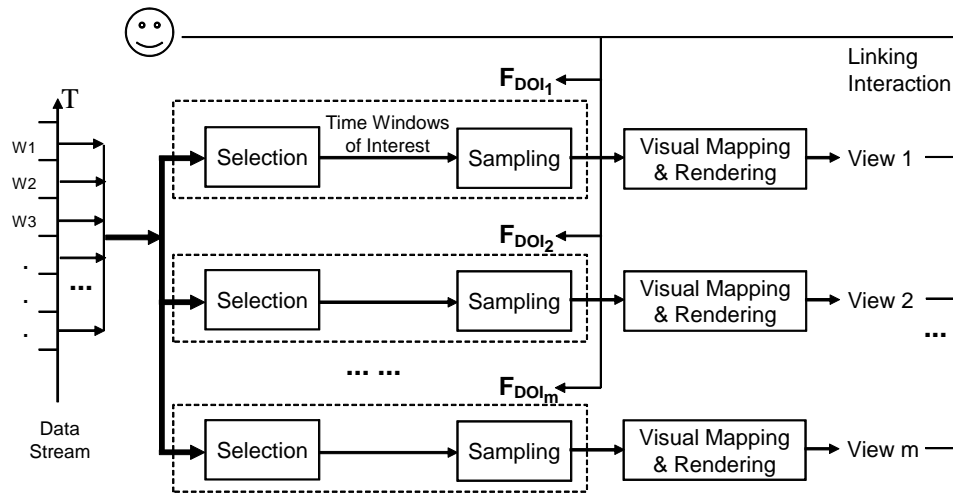 Linking
Interaction
F_DOI_1
T
Time Windows
of Interest
Selection
Sampling
Visual Mapping
& Rendering
View 1
W1
W2
W3
.
.
.
...
F_DOI_2
Selection
Sampling
Visual Mapping
& Rendering
View 2
...
... ...
F_DOI_m
Data
Stream
Selection
Sampling
Visual Mapping
& Rendering
View m